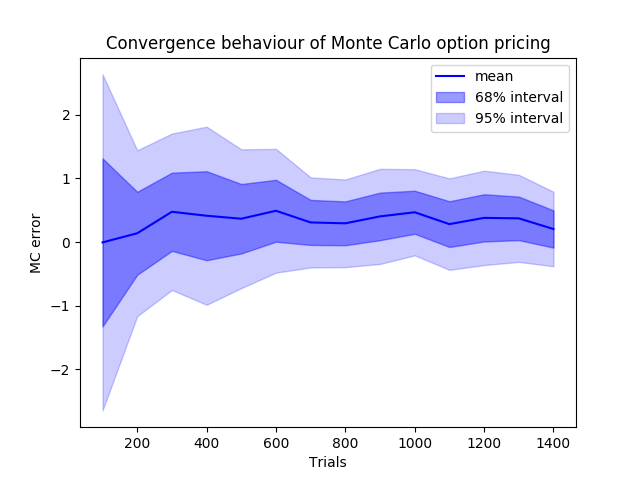 Convergence behaviour of Monte Carlo option pricing
mean
68% interval
95% interval
2
1
0
−1
−2
MC error
200 400 600 800 1000 1200 1400
Trials